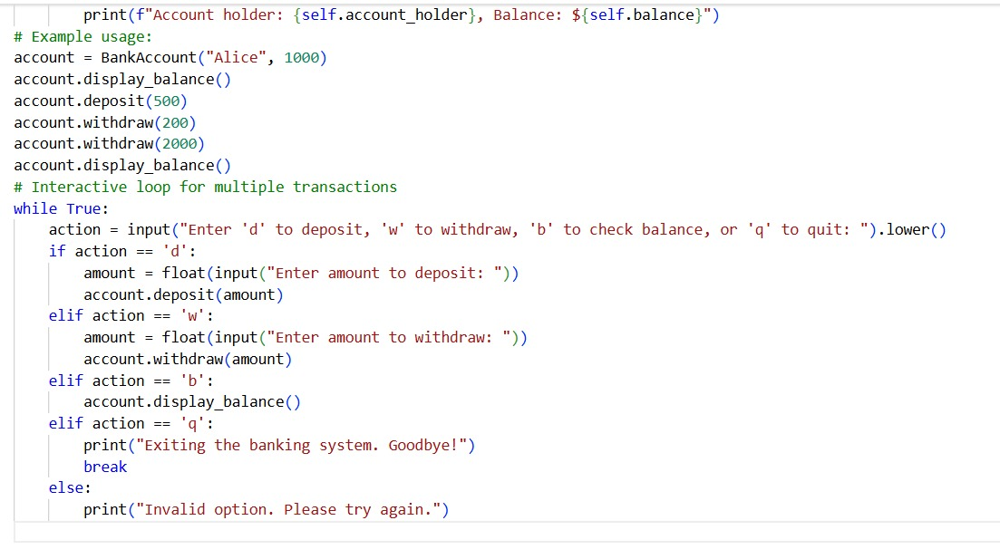 print(f"Account holder: {self.account_holder}, Balance: ${self.balance}")
# Example usage:
account = BankAccount("Alice", 1000)
account.display_balance()
account.deposit(500)
account.withdraw(200)
account.withdraw(2000)
account.display_balance()
# Interactive loop for multiple transactions
while True:
    action = input("Enter 'd' to deposit, 'w' to withdraw, 'b' to check balance, or 'q' to quit: ").lower()
    if action == 'd':
        amount = float(input("Enter amount to deposit: "))
        account.deposit(amount)
    elif action == 'w':
        amount = float(input("Enter amount to withdraw: "))
        account.withdraw(amount)
    elif action == 'b':
        account.display_balance()
    elif action == 'q':
        print("Exiting the banking system. Goodbye!")
        break
    else:
        print("Invalid option. Please try again.")